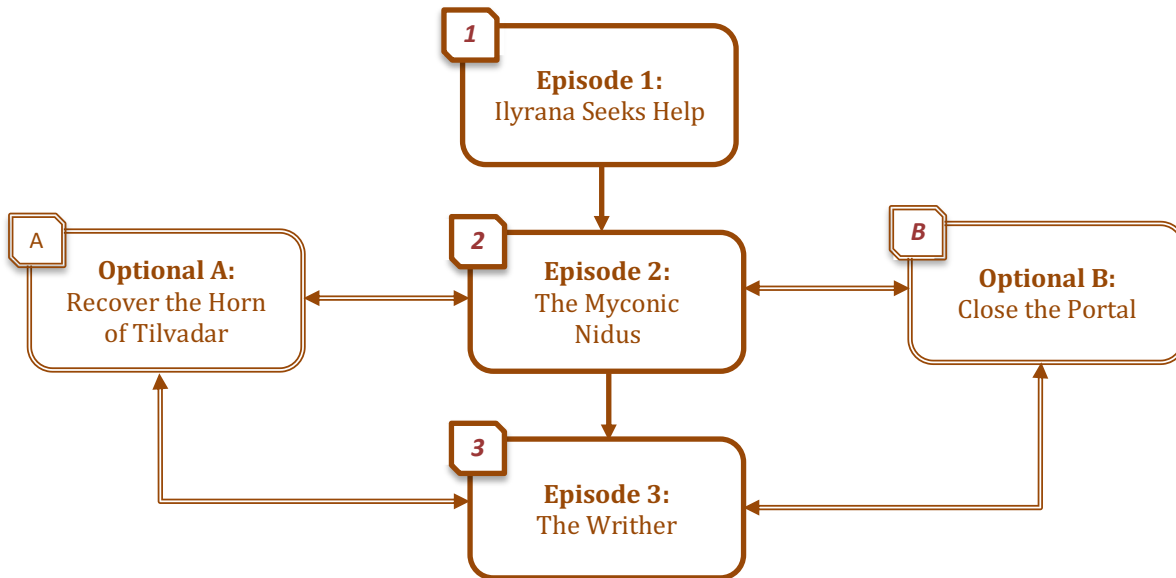 1
Episode 1:
Ilyrana Seeks Help
A
Optional A:
Recover the Horn
of Tilvadar
2
Episode 2:
The Myconic
Nidus
B
Optional B:
Close the Portal
3
Episode 3:
The Writher